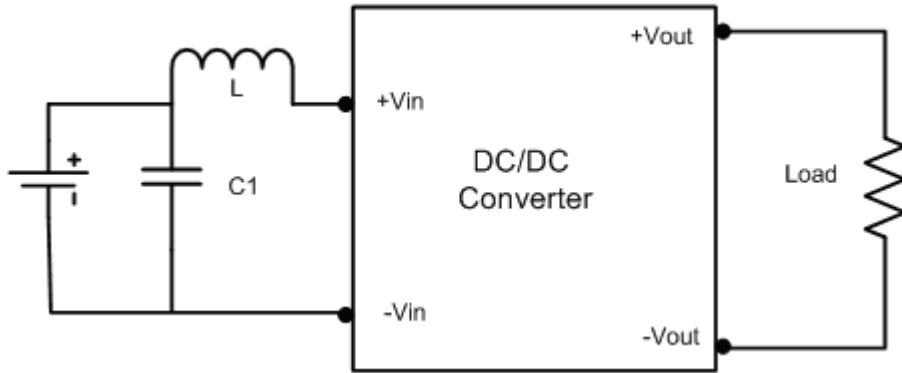 +Vout
L
+Vin
DC/DC
Converter
C1
Load
+
-
-Vin
-Vout